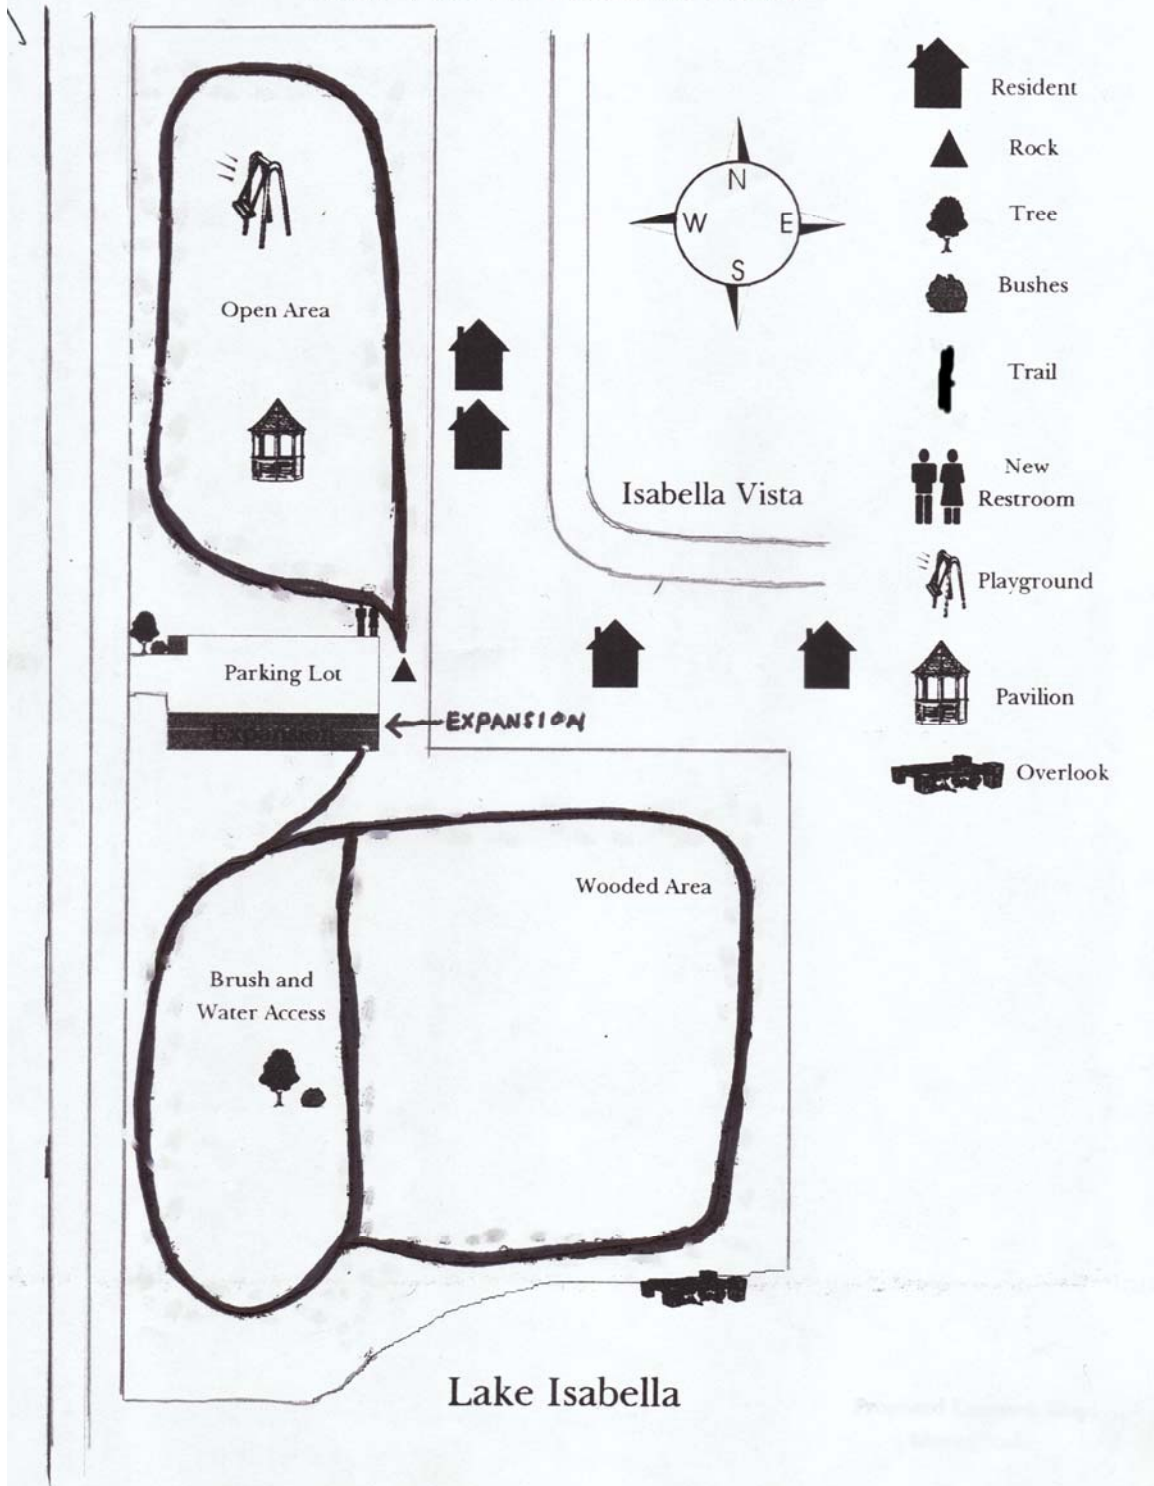 Resident
Rock
Tree
Bushes
Trail
New
Restroom
Playground
Pavilion
Overlook
N
W E
S
Open Area
Isabella Vista
Parking Lot
Expansion
EXPANSION
Wooded Area
Brush and
Water Access
Lake Isabella